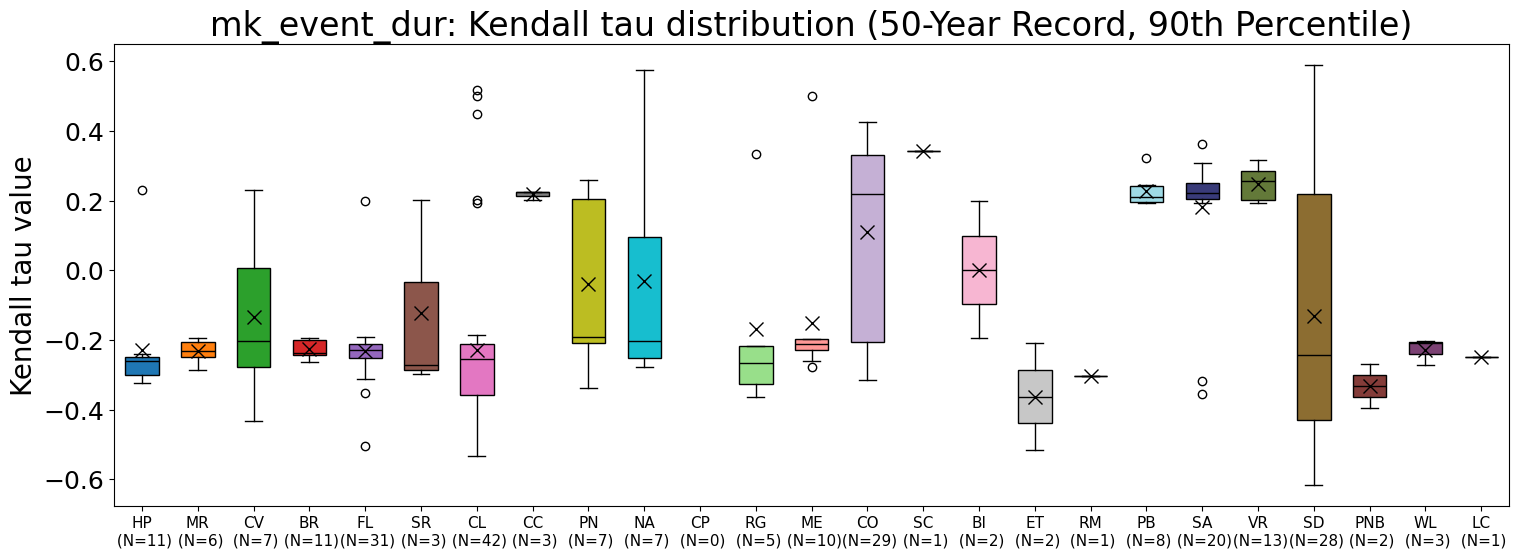 mk_event_dur: Kendall tau distribution (50-Year Record, 90th Percentile)
Kendall tau value
0.6
0.4
0.2
0.0
−0.2
−0.4
−0.6
HP MR CV BR FL SR CL CC PN NA CP RG ME CO SC BI ET RM PB SA VR SD PNB WL LC
(N=11) (N=6) (N=7) (N=11) (N=31) (N=3) (N=42) (N=3) (N=7) (N=7) (N=0) (N=5) (N=10) (N=29) (N=1) (N=2) (N=2) (N=1) (N=8) (N=20) (N=13) (N=28) (N=2) (N=3) (N=1)